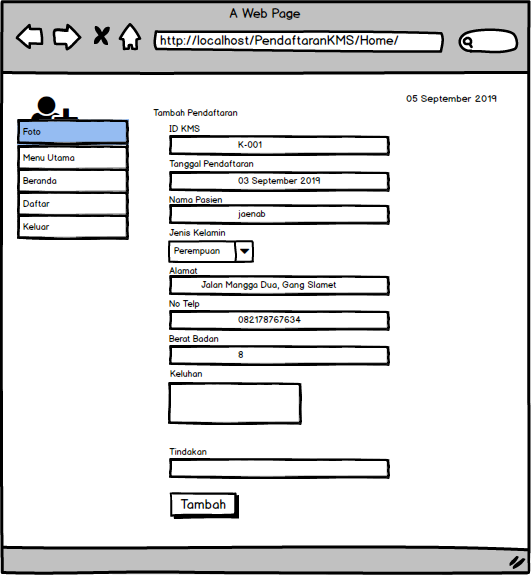 A Web Page
http://localhost/PendaftaranKMS/Home/
05 September 2019
Foto
Menu Utama
Beranda
Daftar
Keluar
Tambah Pendaftaran
ID KMS
K-001
Tanggal Pendaftaran
03 September 2019
Nama Pasien
jaenab
Jenis Kelamin
Perempuan
Alamat
Jalan Mangga Dua, Gang Slamet
No Telp
082178767634
Berat Badan
8
Keluhan
Tindakan
Tambah